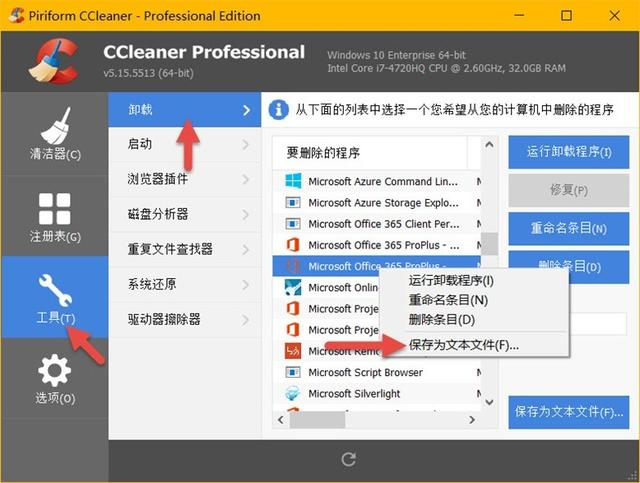 Piriform CCleaner - Professional Edition
CCleaner Professional
v5.15.5513 (64-bit)
Windows 10 Enterprise 64-bit
Intel Core i7-4720HQ CPU @ 2.60GHz, 32.0GB RAM
清洁器(C)
注册表(G)
工具(T)
选项(O)
卸载
启动
浏览器插件
磁盘分析器
重复文件查找器
系统还原
驱动器擦除器
从下面的列表中选择一个您希望从您的计算机中删除的程序
要删除的程序
Microsoft Azure Command Lin...
Microsoft Azure Storage Explo...
Microsoft Office 365 Client Per...
Microsoft Office 365 ProPlus - ...
Microsoft Office 365 ProPlus -
Microsoft Onlin
Microsoft Proje
Microsoft Proje
Microsoft Rem
Microsoft Script Browser
Microsoft Silverlight
运行卸载程序(I)
重命名条目(N)
删除条目(D)
保存为文本文件(F)...
运行卸载程序(I)
修复(P)
重命名条目(N)
删除条目(D)
保存为文本文件(F)...